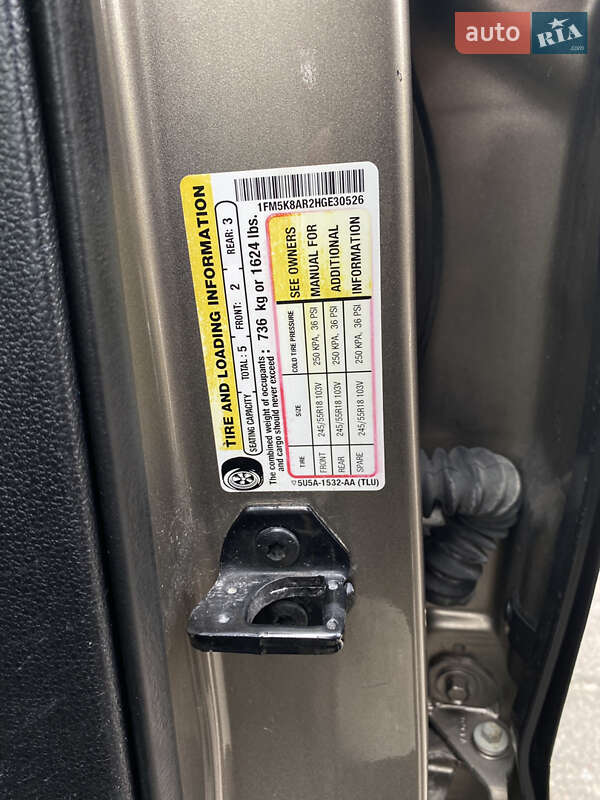 auto RIA.com
1FM5K8AR2HGE30526
TIRE AND LOADING INFORMATION
SEATING CAPACITY TOTAL : 5 FRONT: 2 REAR: 3
The combined weight of occupants : 736 kg or 1624 lbs.
and cargo should never exceed :
TIRE SIZE COLD TIRE PRESSURE SEE OWNERS
FRONT 245/55R18 103V 250 KPA, 36 PSI MANUAL FOR
REAR 245/55R18 103V 250 KPA, 36 PSI ADDITIONAL
SPARE 245/55R18 103V 250 KPA, 36 PSI INFORMATION
▽5U5A-1532-AA (TLU)